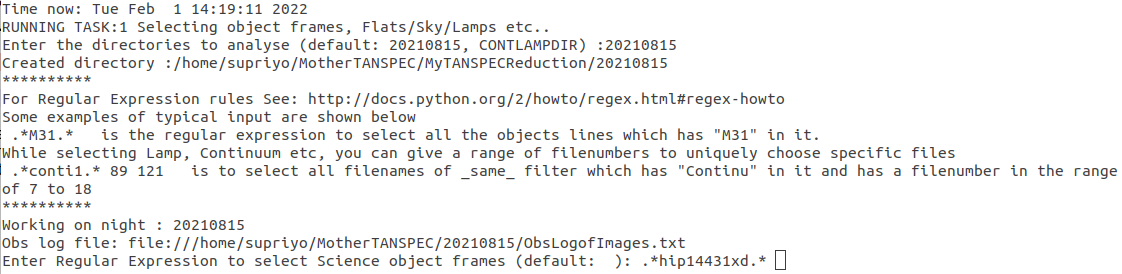 Time now: Tue Feb  1 14:19:11 2022
RUNNING TASK:1 Selecting object frames, Flats/Sky/Lamps etc..
Enter the directories to analyse (default: 20210815, CONTLAMPDIR) :20210815
Created directory :/home/supriyo/MotherTANSPEC/MyTANSPECReduction/20210815
**********
For Regular Expression rules See: http://docs.python.org/2/howto/regex.html#regex-howto
Some examples of typical input are shown below
 .*M31.*   is the regular expression to select all the objects lines which has "M31" in it.
While selecting Lamp, Continuum etc, you can give a range of filenumbers to uniquely choose specific files
 .*conti1.* 89 121   is to select all filenames of _same_ filter which has "Continu" in it and has a filenumber in the range
of 7 to 18
**********
Working on night : 20210815
Obs log file: file:///home/supriyo/MotherTANSPEC/20210815/ObsLogofImages.txt
Enter Regular Expression to select Science object frames (default:  ): .*hip14431xd.*